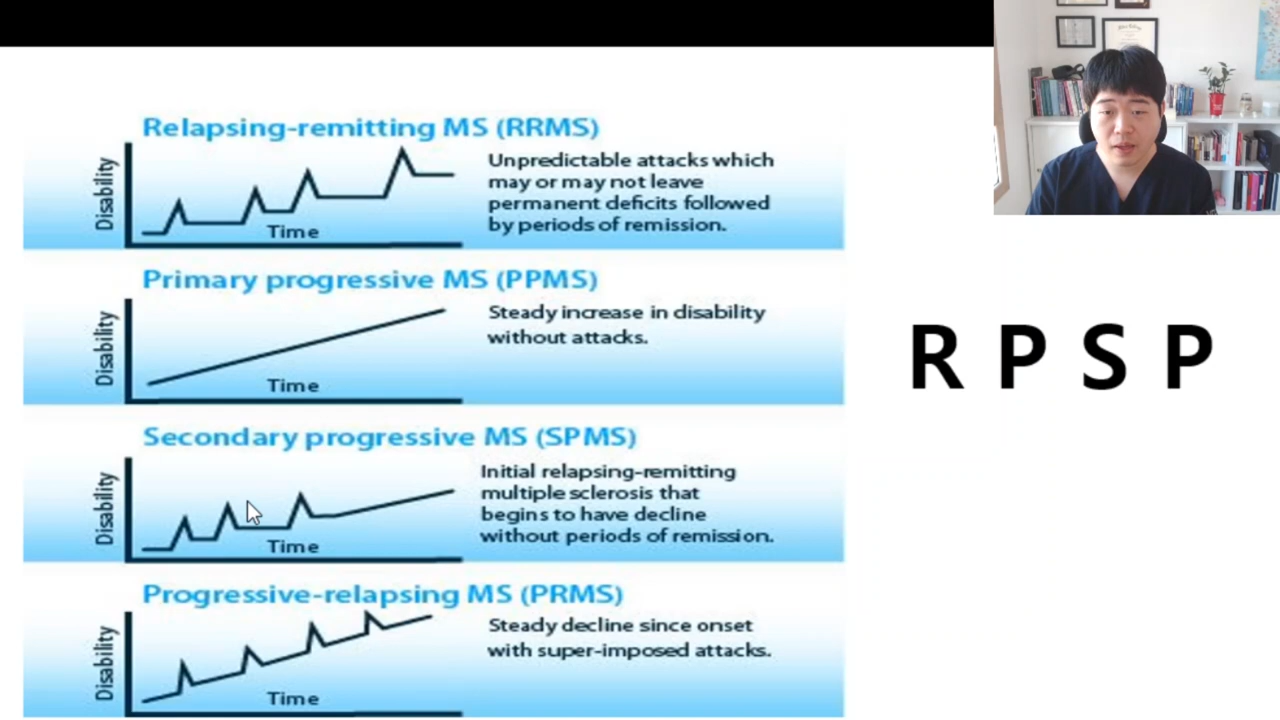 Relapsing-remitting MS (RRMS)
Disability
Time
Unpredictable attacks which
may or may not leave
permanent deficits followed
by periods of remission.
Primary progressive MS (PPMS)
Disability
Time
Steady increase in disability
without attacks.
Secondary progressive MS (SPMS)
Disability
Time
Initial relapsing-remitting
multiple sclerosis that
begins to have decline
without periods of remission.
Progressive-relapsing MS (PRMS)
Disability
Time
Steady decline since onset
with super-imposed attacks.
R P S P